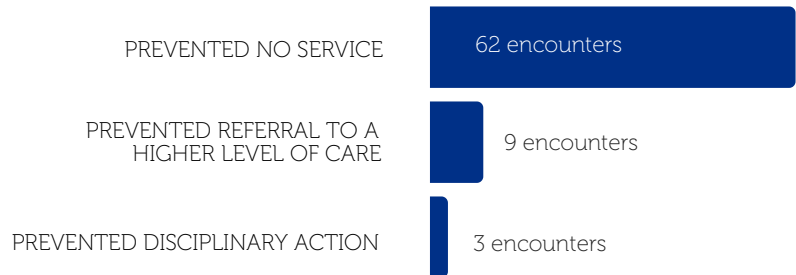 PREVENTED NO SERVICE
62 encounters
PREVENTED REFERRAL TO A
HIGHER LEVEL OF CARE
9 encounters
PREVENTED DISCIPLINARY ACTION
3 encounters